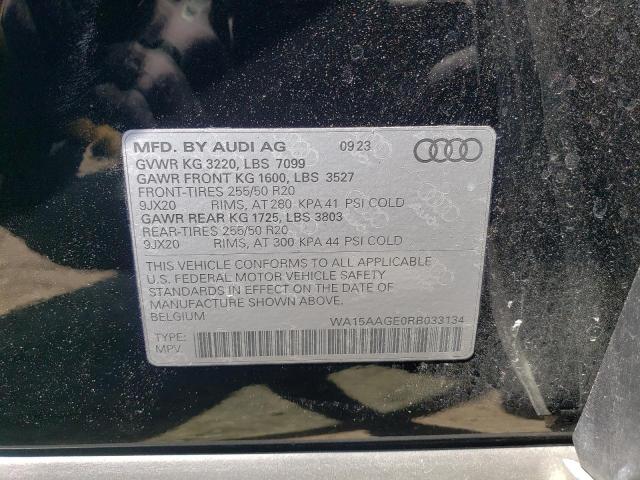 MFD. BY AUDI AG 09 23
GVWR KG 3220, LBS 7099
GAWR FRONT KG 1600, LBS 3527
FRONT-TIRES 255/50 R20
9JX20 RIMS, AT 280 KPA 41 PSI COLD
GAWR REAR KG 1725, LBS 3803
REAR-TIRES 255/50 R20
9JX20 RIMS, AT 300 KPA 44 PSI COLD
THIS VEHICLE CONFORMS TO ALL APPLICABLE
U.S. FEDERAL MOTOR VEHICLE SAFETY
STANDARDS IN EFFECT ON THE DATE OF
MANUFACTURE SHOWN ABOVE.
BELGIUM WA15AAGE0RB033134
TYPE:
MPV